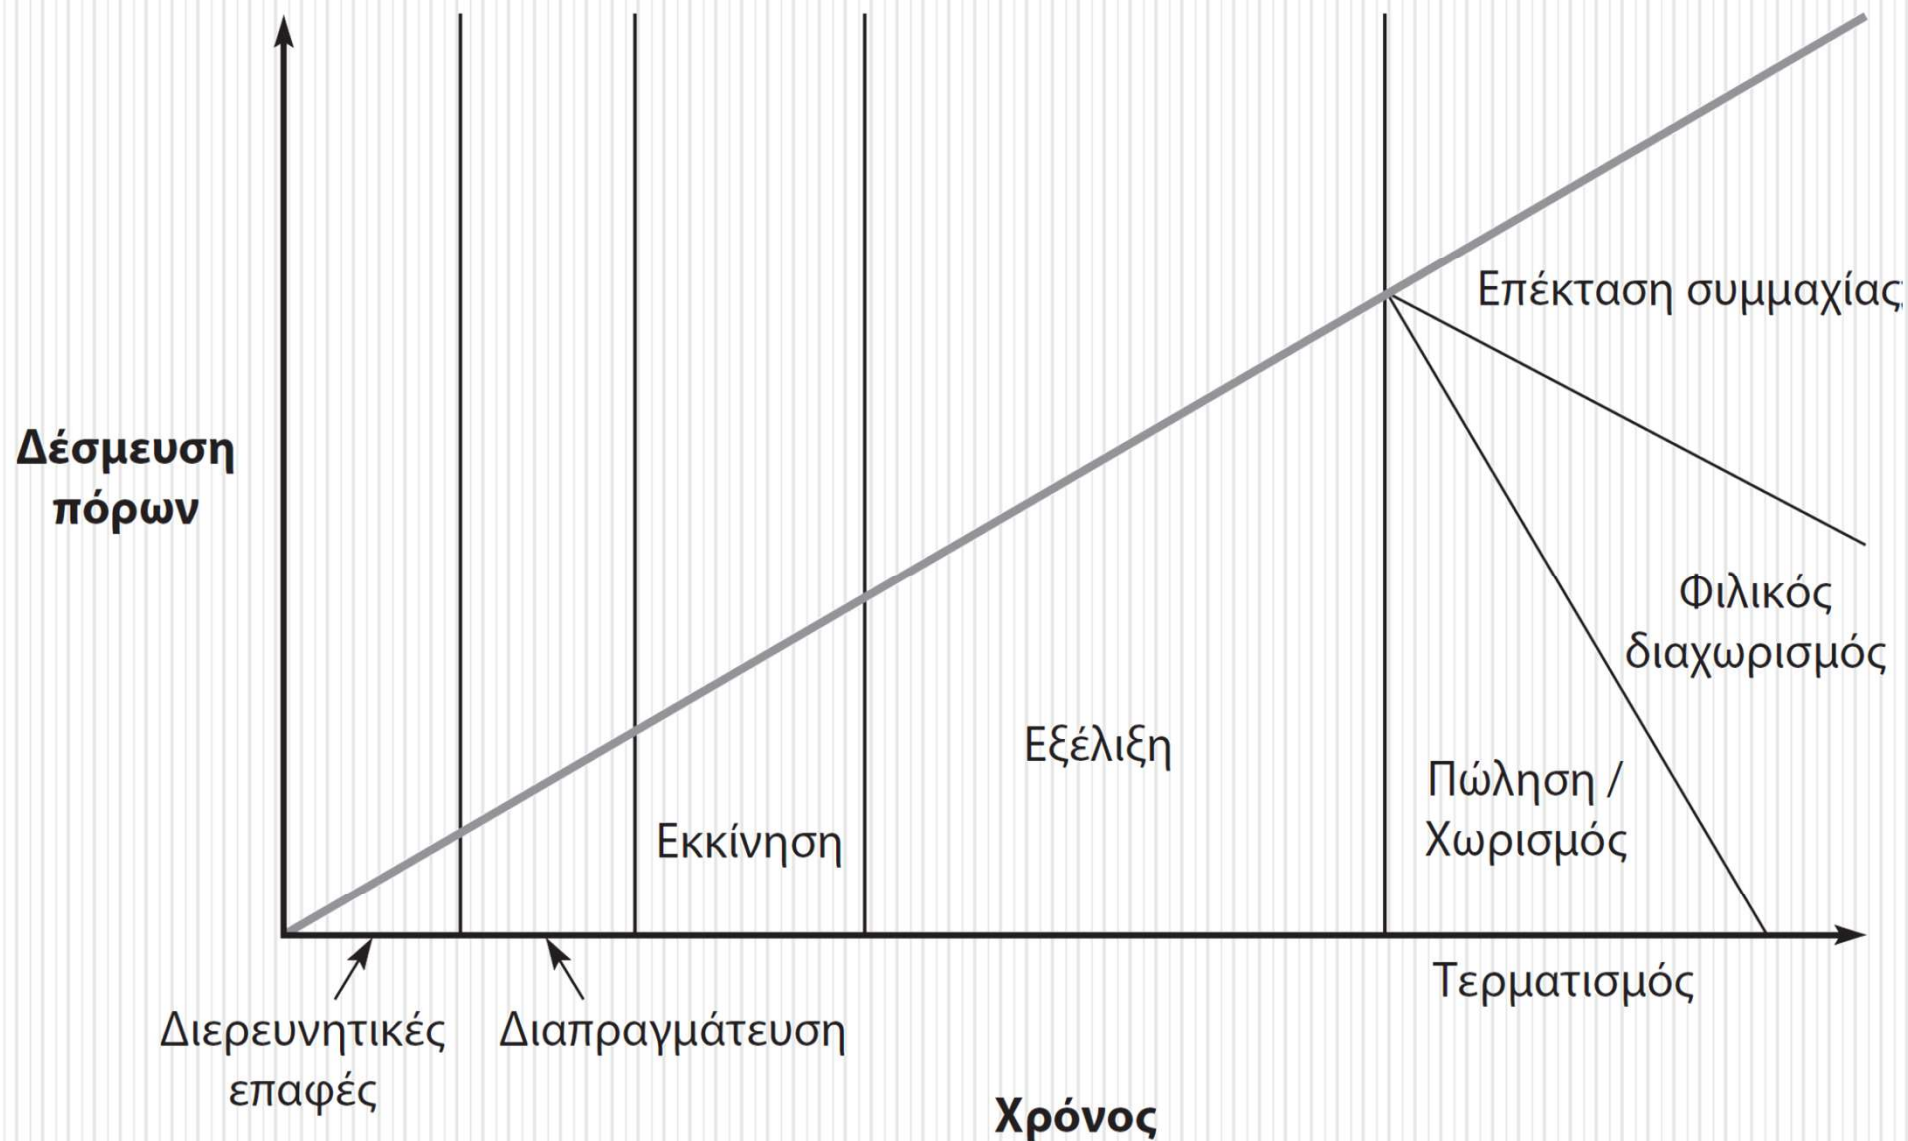 Επέκταση συμμαχίας
Δέσμευση
πόρων
Φιλικός
διαχωρισμός
Εξέλιξη
Πώληση /
Χωρισμός
Εκκίνηση
Τερματισμός
Διερευνητικές
επαφές
Διαπραγμάτευση
Χρόνος